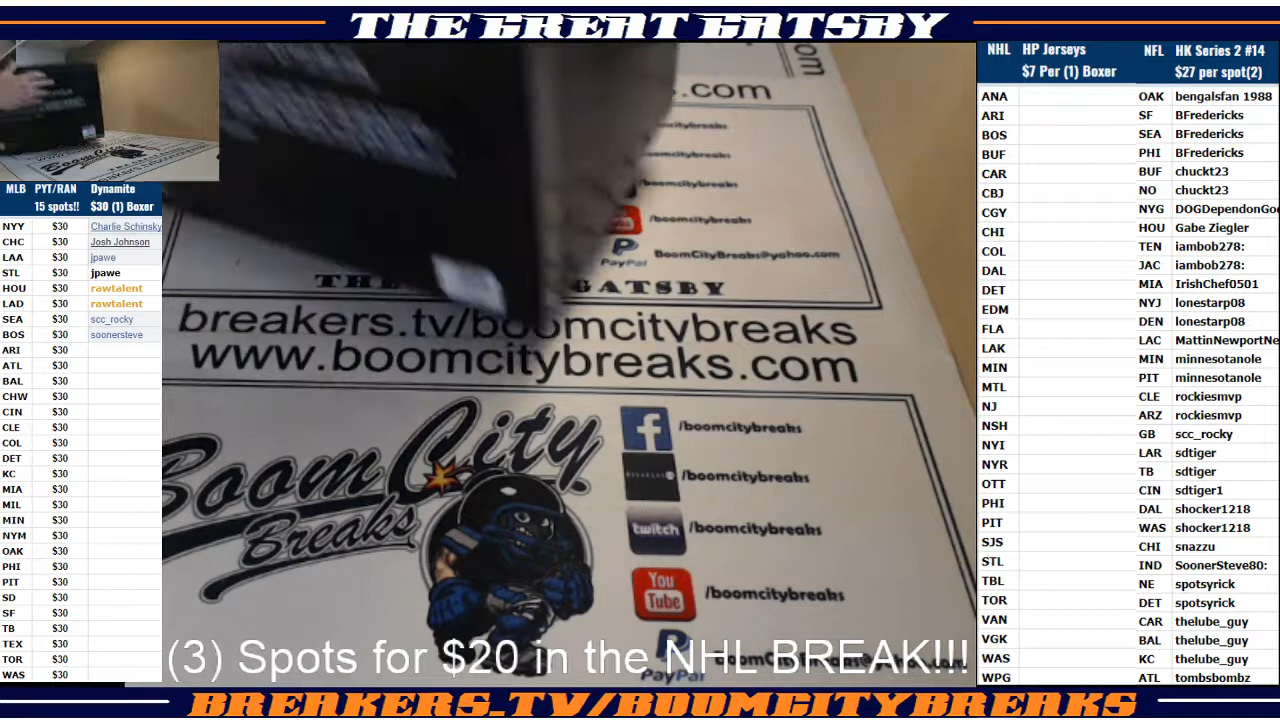 THE GREAT GATSBY
MLB PYT/RAN Dynamite
15 spots!! $30 (1) Boxer
NYY $30 Charlie Schinsky
CHC $30 Josh Johnson
LAA $30 jpawe
STL $30 jpawe
HOU $30 rawtalent
LAD $30 rawtalent
SEA $30 scc_rocky
BOS $30 soonersteve
ARI $30
ATL $30
BAL $30
CHW $30
CIN $30
CLE $30
COL $30
DET $30
KC $30
MIA $30
MIL $30
MIN $30
NYM $30
OAK $30
PHI $30
PIT $30
SD $30
SF $30
TB $30
TEX $30
TOR $30
WAS $30
om
.com
/boomcitybreaks
PayPal BoomCityBreaks@yahoo.com
GATSBY
breakers.tv/boomcitybreaks
www.boomcitybreaks.com
Boom City
Breaks
/boomcitybreaks
/boomcitybreaks
twitch /boomcitybreaks
You Tube /boomcitybreaks
PayPal
(3) Spots for $20 in the NHL BREAK!!!
NHL HP Jerseys
$7 Per (1) Boxer
ANA
ARI
BOS
BUF
CAR
CBJ
CGY
CHI
COL
DAL
DET
EDM
FLA
LAK
MIN
MTL
NJ
NSH
NYI
NYR
OTT
PHI
PIT
SJS
STL
TBL
TOR
VAN
VGK
WAS
WPG
NFL HK Series 2 #14
$27 per spot(2)
OAK bengalsfan 1988
SF BFredericks
SEA BFredericks
PHI BFredericks
BUF chuckt23
NO chuckt23
NYG DOGDependonGo
HOU Gabe Ziegler
TEN iambob278:
JAC iambob278:
MIA IrishChef0501
NYJ lonestarp08
DEN lonestarp08
LAC MattinNewportNe
MIN minnesotanole
PIT minnesotanole
CLE rockiesmvp
ARZ rockiesmvp
GB scc_rocky
LAR sdtiger
TB sdtiger
CIN sdtiger1
DAL shocker1218
WAS shocker1218
CHI snazzu
IND SoonerSteve80:
NE spotsyrick
DET spotsyrick
CAR thelube_guy
BAL thelube_guy
KC thelube_guy
ATL tombsbombz
BREAKERS.TV/BOOMCITYBREAKS